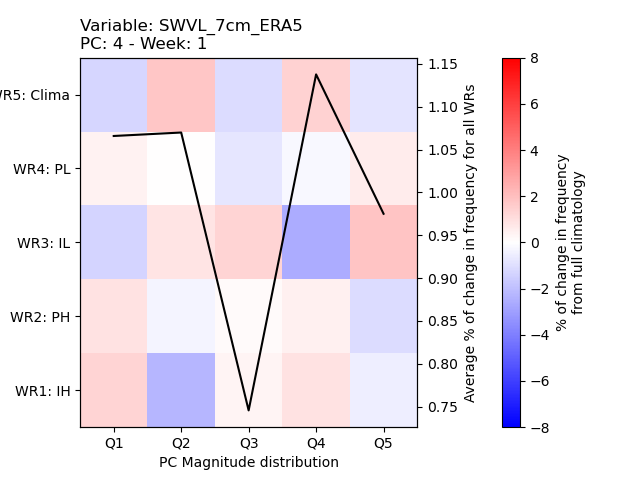 Variable: SWVL_7cm_ERA5
PC: 4 - Week: 1
WR5: Clima
WR4: PL
WR3: IL
WR2: PH
WR1: IH
Q1 Q2 Q3 Q4 Q5
PC Magnitude distribution
1.15
1.10
1.05
1.00
0.95
0.90
0.85
0.80
0.75
Average % of change in frequency for all WRs
8
6
4
2
0
−2
−4
−6
−8
% of change in frequency
from full climatology